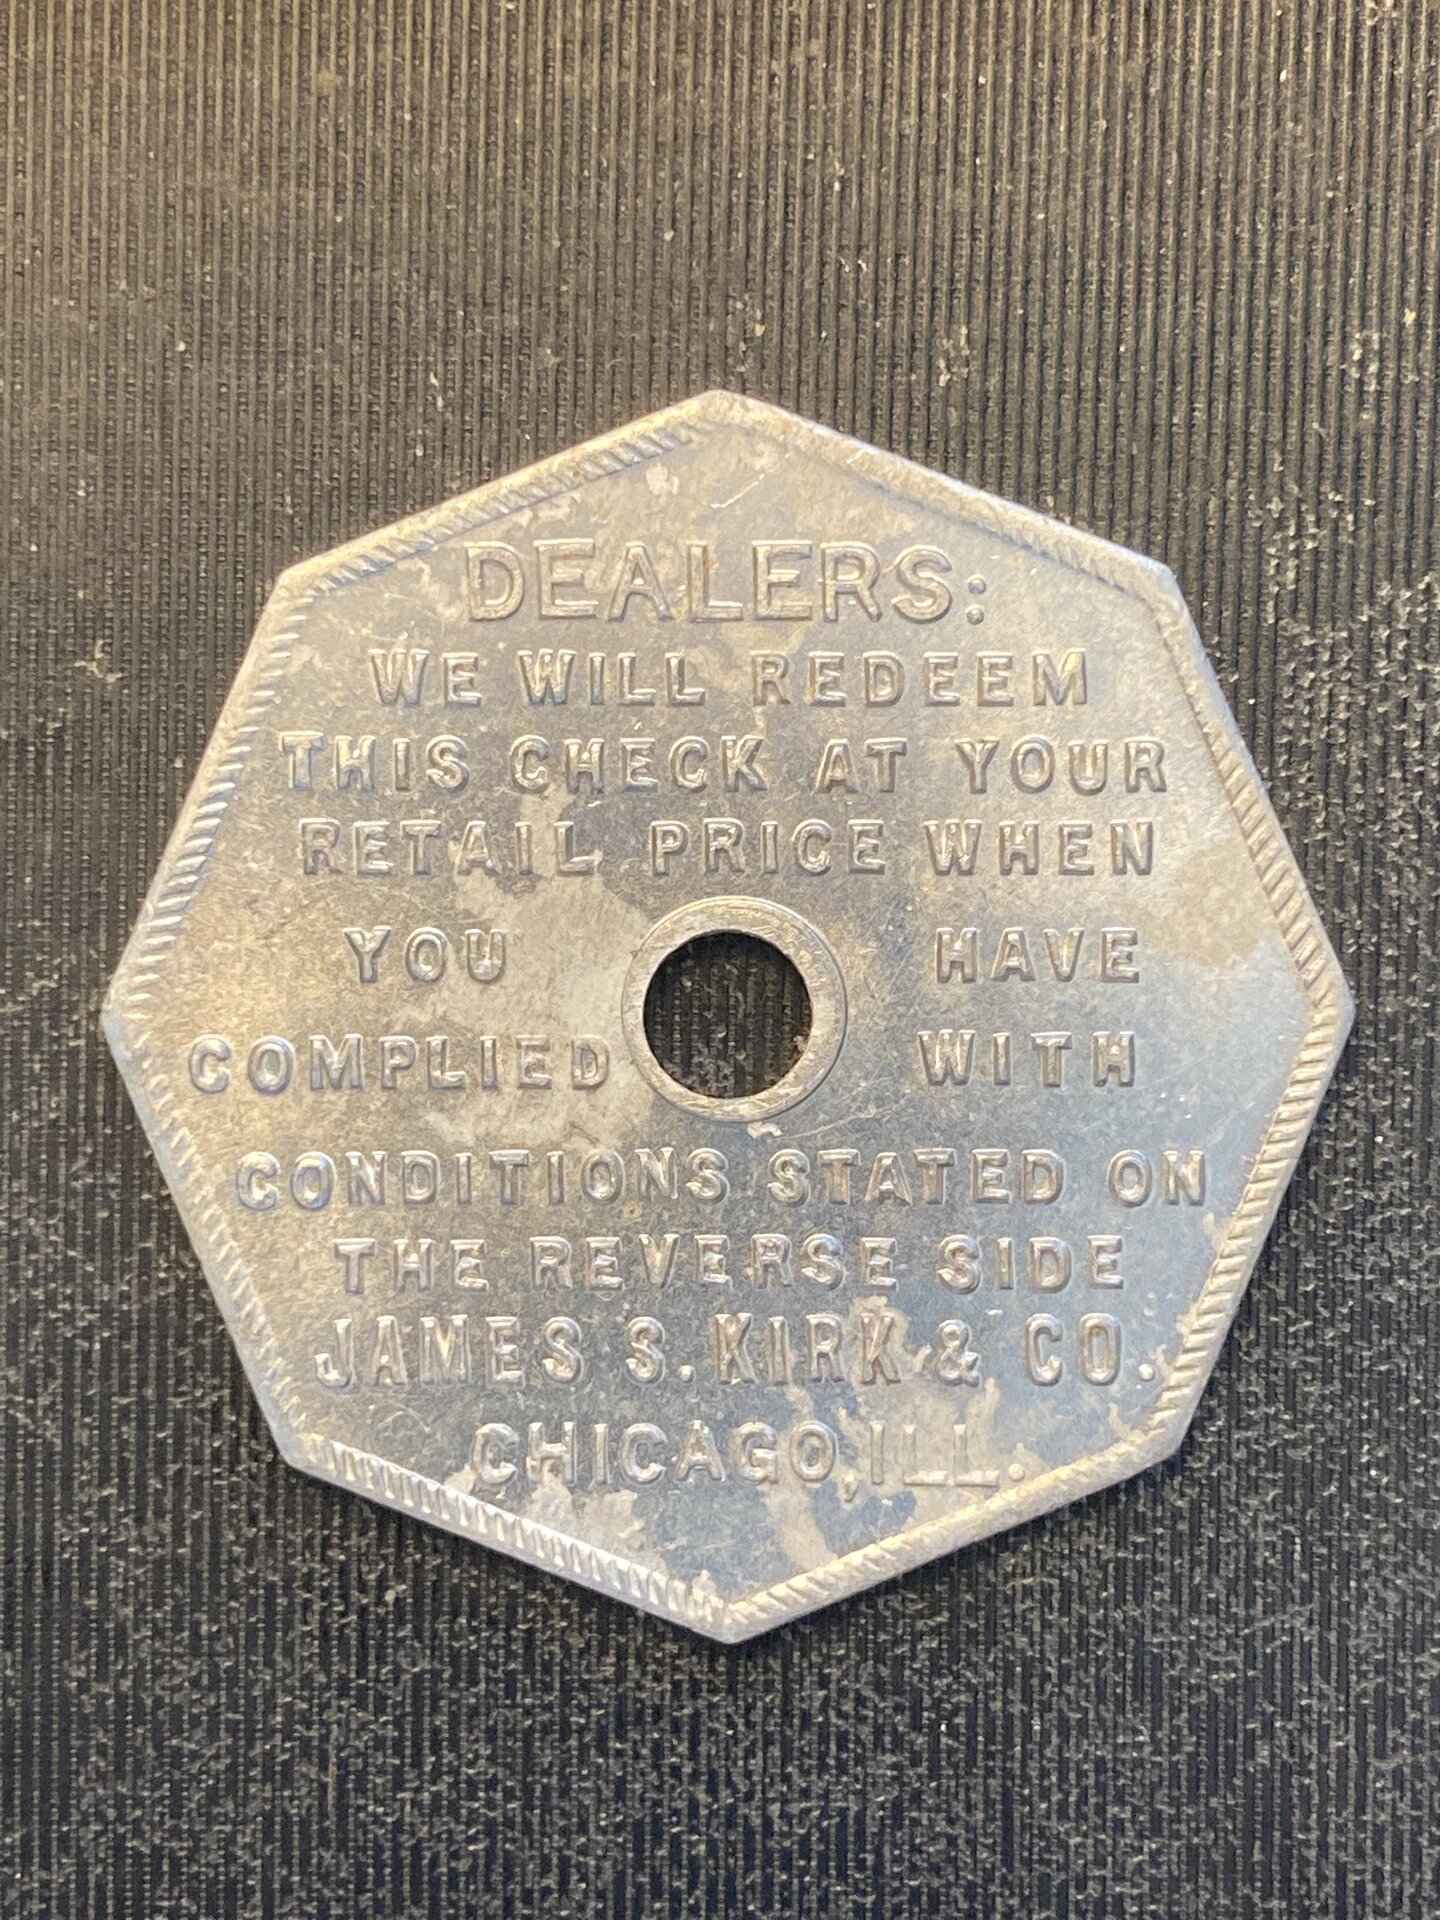 DEALERS:
WE WILL REDEEM
THIS CHECK AT YOUR
RETAIL PRICE WHEN
YOU HAVE
COMPLIED WITH
CONDITIONS STATED ON
THE REVERSE SIDE
JAMES S. KIRK & CO.
CHICAGO, ILL.